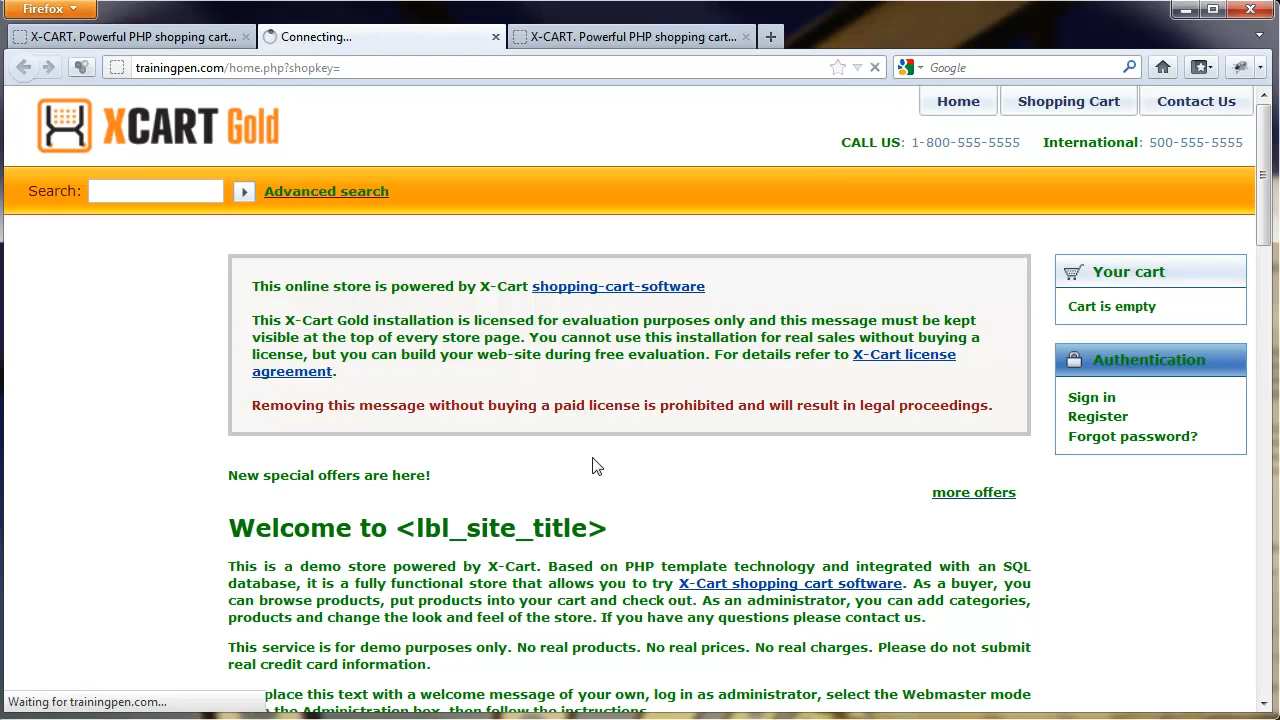 Firefox
X-CART. Powerful PHP shopping cart...
Connecting...
X-CART. Powerful PHP shopping cart...
trainingpen.com/home.php?shopkey=
Google
XCART Gold
Home
Shopping Cart
Contact Us
CALL US: 1-800-555-5555 International: 500-555-5555
Search:
Advanced search
This online store is powered by X-Cart shopping-cart-software
This X-Cart Gold installation is licensed for evaluation purposes only and this message must be kept
visible at the top of every store page. You cannot use this installation for real sales without buying a
license, but you can build your web-site during free evaluation. For details refer to X-Cart license
agreement.
Removing this message without buying a paid license is prohibited and will result in legal proceedings.
Your cart
Cart is empty
Authentication
Sign in
Register
Forgot password?
New special offers are here!
more offers
Welcome to <lbl_site_title>
This is a demo store powered by X-Cart. Based on PHP template technology and integrated with an SQL
database, it is a fully functional store that allows you to try X-Cart shopping cart software. As a buyer, you
can browse products, put products into your cart and check out. As an administrator, you can add categories,
products and change the look and feel of the store. If you have any questions please contact us.
This service is for demo purposes only. No real products. No real prices. No real charges. Please do not submit
real credit card information.
place this text with a welcome message of your own, log in as administrator, select the Webmaster mode
the Administration box, then follow the instructions.
Waiting for trainingpen.com...